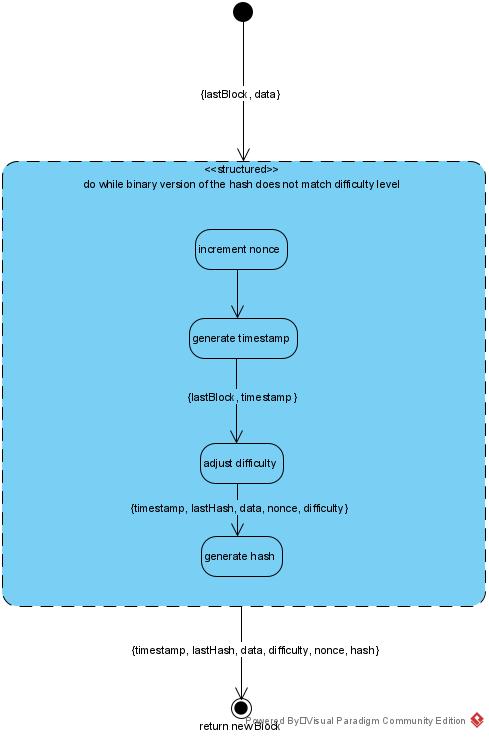 {lastBlock, data}
<<structured>>
do while binary version of the hash does not match difficulty level
increment nonce
generate timestamp
{lastBlock, timestamp }
adjust difficulty
{timestamp, lastHash, data, nonce, difficulty}
generate hash
{timestamp, lastHash, data, difficulty, nonce, hash}
Powered By□Visual Paradigm Community Edition
return newBlock